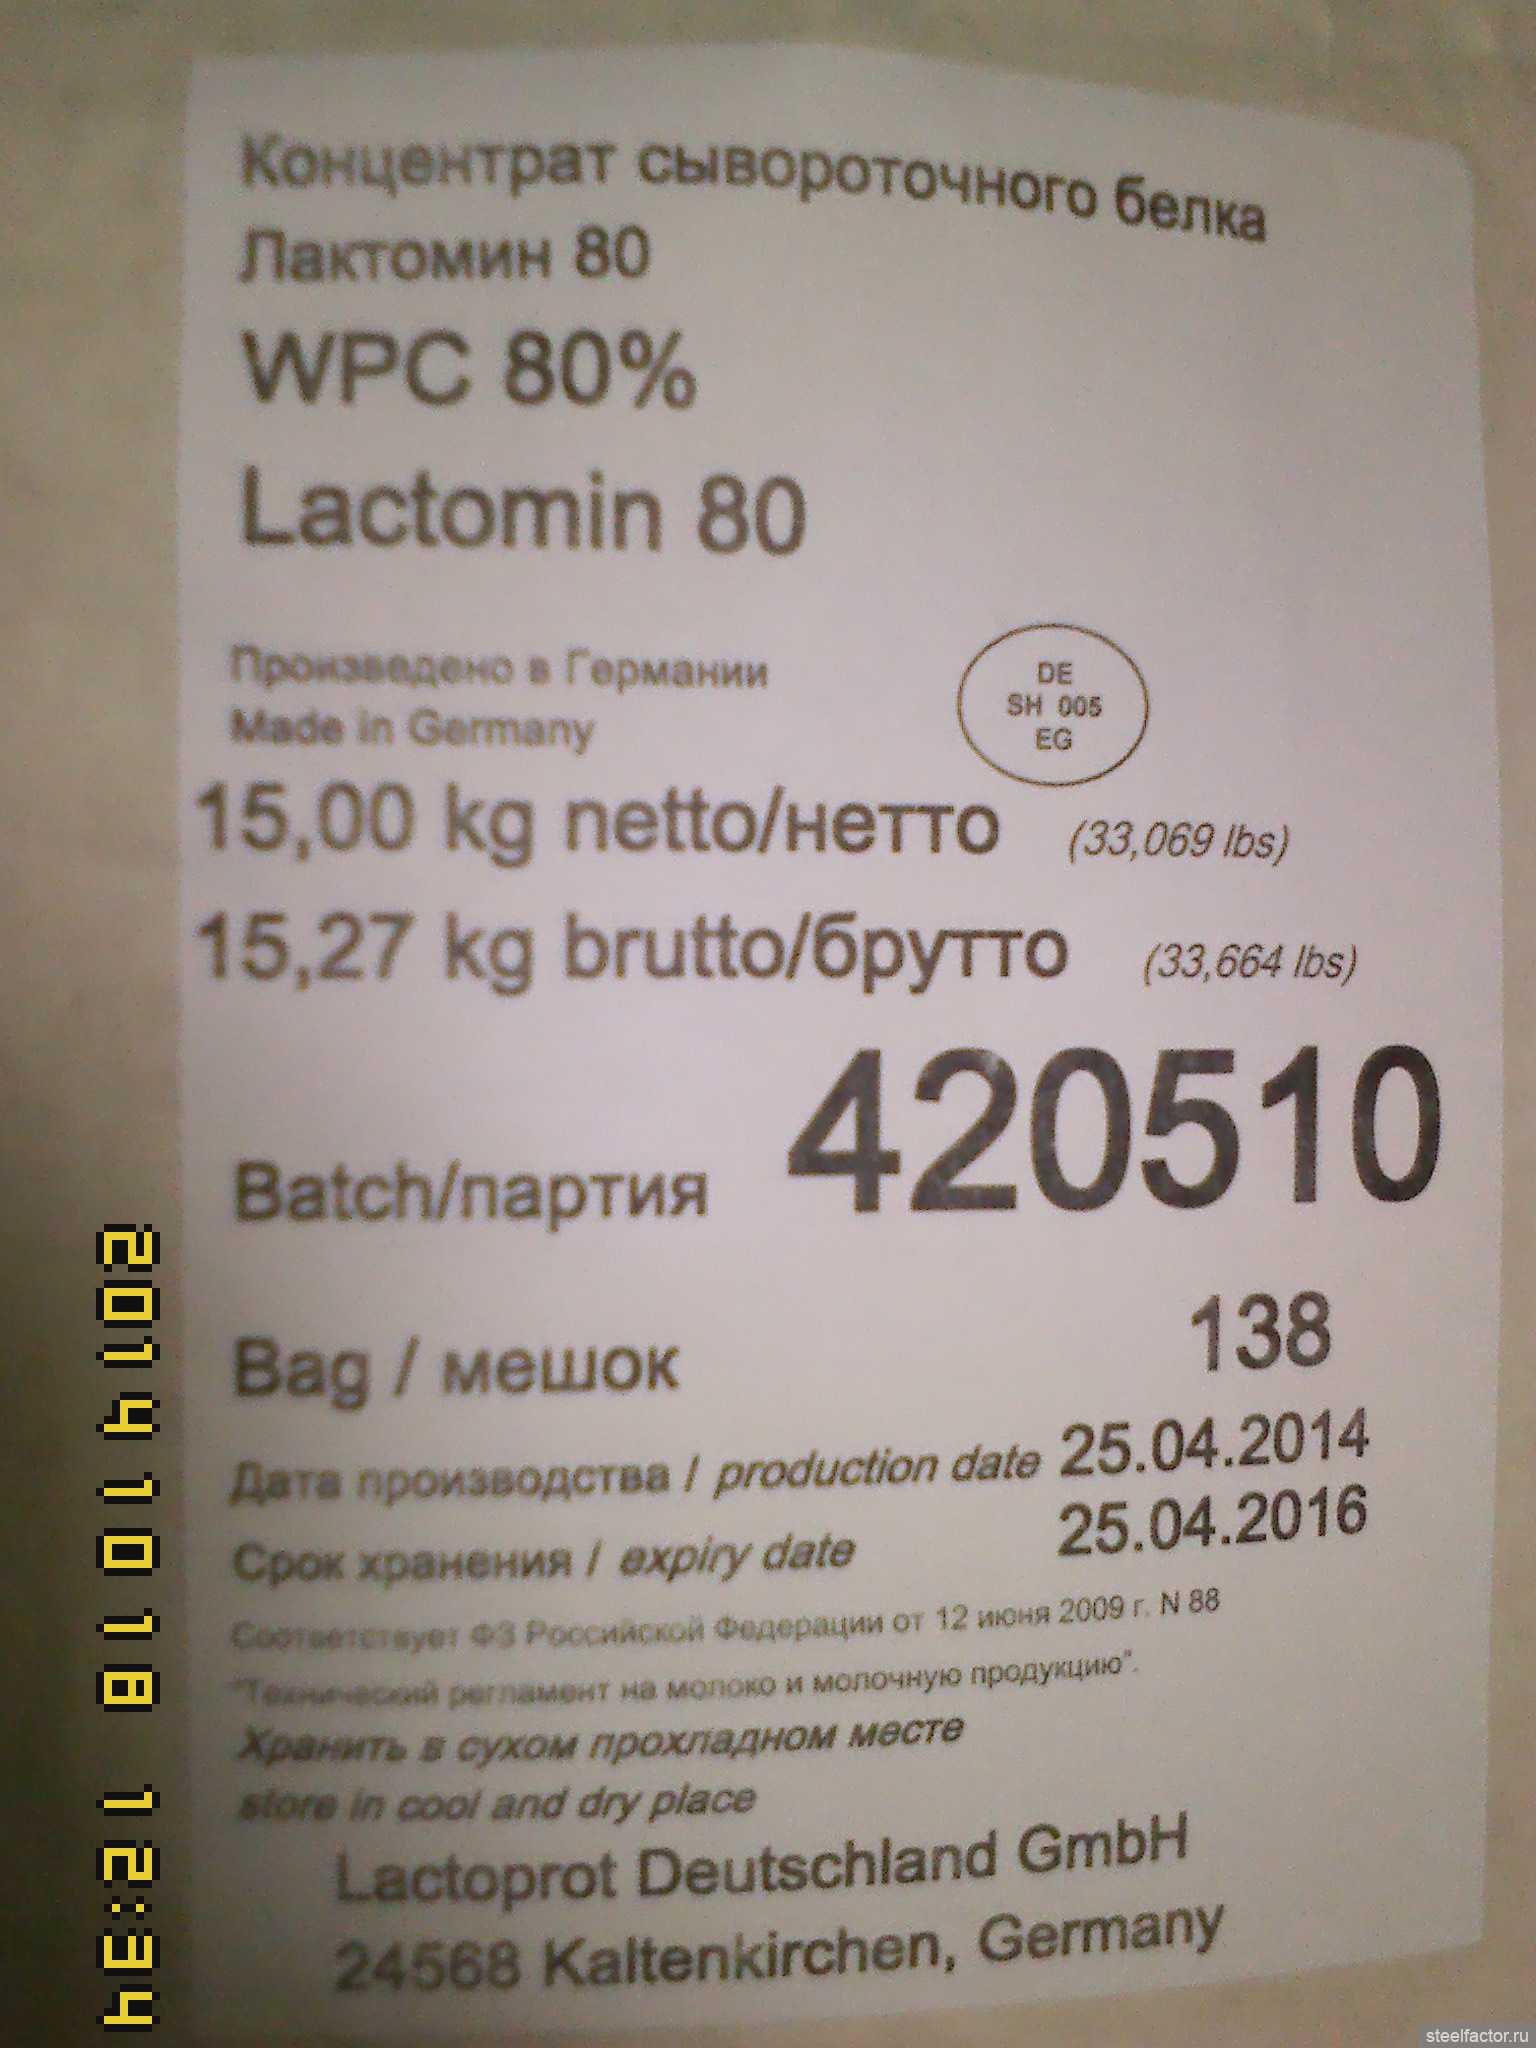 Концентрат сывороточного белка
Лактомин 80
WPC 80%
Lactomin 80
Произведено в Германии
Made in Germany
DE
SH 005
EG
15,00 kg netto/нетто (33,069 lbs)
15,27 kg brutto/брутто (33,664 lbs)
Batch/партия 420510
Bag / мешок 138
Дата производства / production date 25.04.2014
Срок хранения / expiry date 25.04.2016
Соответствует ФЗ Российской Федерации от 12 июня 2009 г. N 88
"Технический регламент на молоко и молочную продукцию".
Хранить в сухом прохладном месте
store in cool and dry place
Lactoprot Deutschland GmbH
24568 Kaltenkirchen, Germany
2014 10 18 12:34
steelfactor.ru